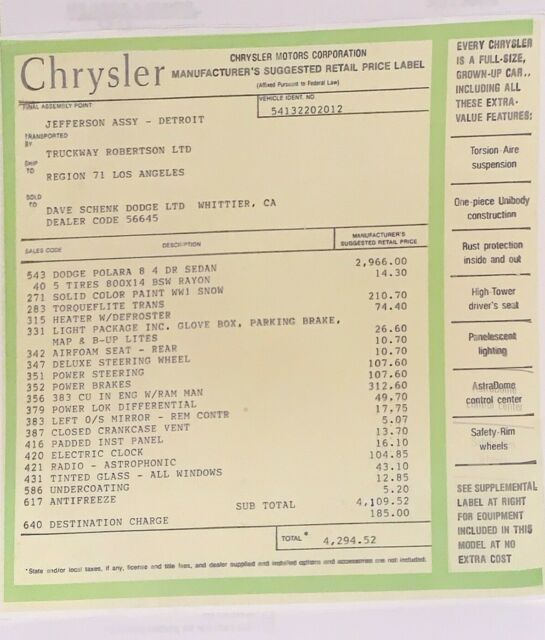 Chrysler
CHRYSLER MOTORS CORPORATION
MANUFACTURER'S SUGGESTED RETAIL PRICE LABEL
(Affixed Pursuant to Federal Law)
FINAL ASSEMBLY POINT
JEFFERSON ASSY - DETROIT
VEHICLE IDENT. NO
54132202012
TRANSPORTED BY
TRUCKWAY ROBERTSON LTD
SHIP TO
REGION 71 LOS ANGELES
SOLD TO
DAVE SCHENK DODGE LTD WHITTIER, CA
DEALER CODE 56645
SALES CODE DESCRIPTION MANUFACTURER'S SUGGESTED RETAIL PRICE
543 DODGE POLARA 8 4 DR SEDAN 2,966.00
40 5 TIRES 800X14 BSW RAYON 14.30
271 SOLID COLOR PAINT WW1 SNOW
283 TORQUEFLITE TRANS 210.70
315 HEATER W/DEFROSTER 74.40
331 LIGHT PACKAGE INC. GLOVE BOX, PARKING BRAKE,
MAP & B-UP LITES 26.60
342 AIRFOAM SEAT - REAR 10.70
347 DELUXE STEERING WHEEL 10.70
351 POWER STEERING 107.60
352 POWER BRAKES 107.60
356 383 CU IN ENG W/RAM MAN 312.60
379 POWER LOK DIFFERENTIAL 49.70
383 LEFT O/S MIRROR - REM CONTR 17.75
387 CLOSED CRANKCASE VENT 5.07
416 PADDED INST PANEL 13.70
420 ELECTRIC CLOCK 16.10
421 RADIO - ASTROPHONIC 104.85
431 TINTED GLASS - ALL WINDOWS 43.10
586 UNDERCOATING 12.85
617 ANTIFREEZE 5.20
SUB TOTAL 4,109.52
640 DESTINATION CHARGE 185.00
TOTAL* 4,294.52
*State and/or local taxes, if any, license and title fees, and dealer supplied and installed options and accessories are not included.
EVERY CHRYSLER
IS A FULL-SIZE,
GROWN-UP CAR..,
INCLUDING ALL
THESE EXTRA-
VALUE FEATURES:
Torsion-Aire
suspension
One-piece Unibody
construction
Rust protection
inside and out
High-Tower
driver's seat
Panelescent
lighting
AstraDome
control center
Safety-Rim
wheels
SEE SUPPLEMENTAL
LABEL AT RIGHT
FOR EQUIPMENT
INCLUDED IN THIS
MODEL AT NO
EXTRA COST